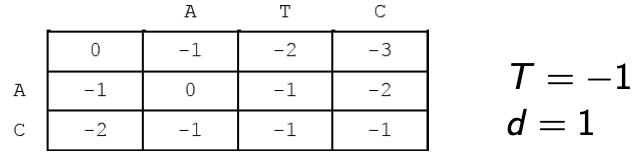 A T C
0 -1 -2 -3
A -1 0 -1 -2
C -2 -1 -1 -1
T = −1
d = 1